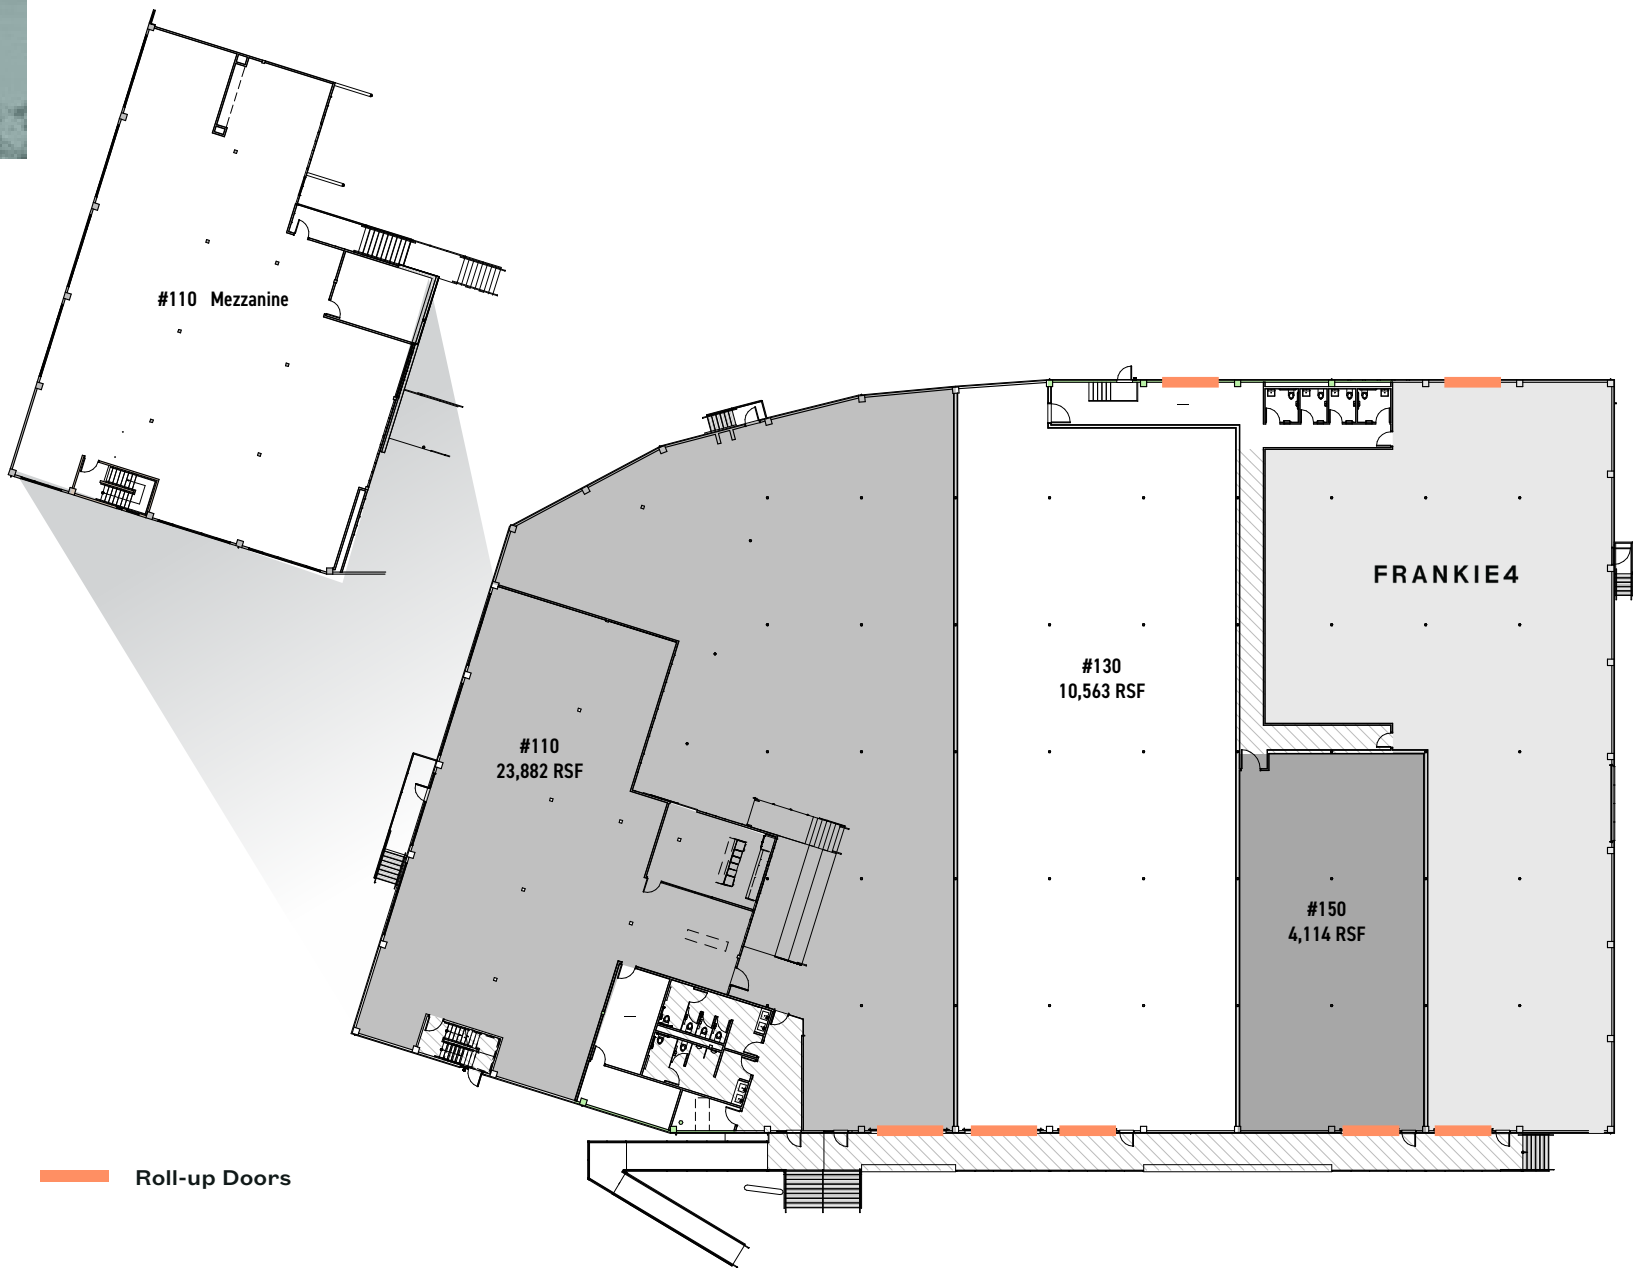 #110 Mezzanine
FRANKIE4
#130
10,563 RSF
#110
23,882 RSF
#150
4,114 RSF
Roll-up Doors